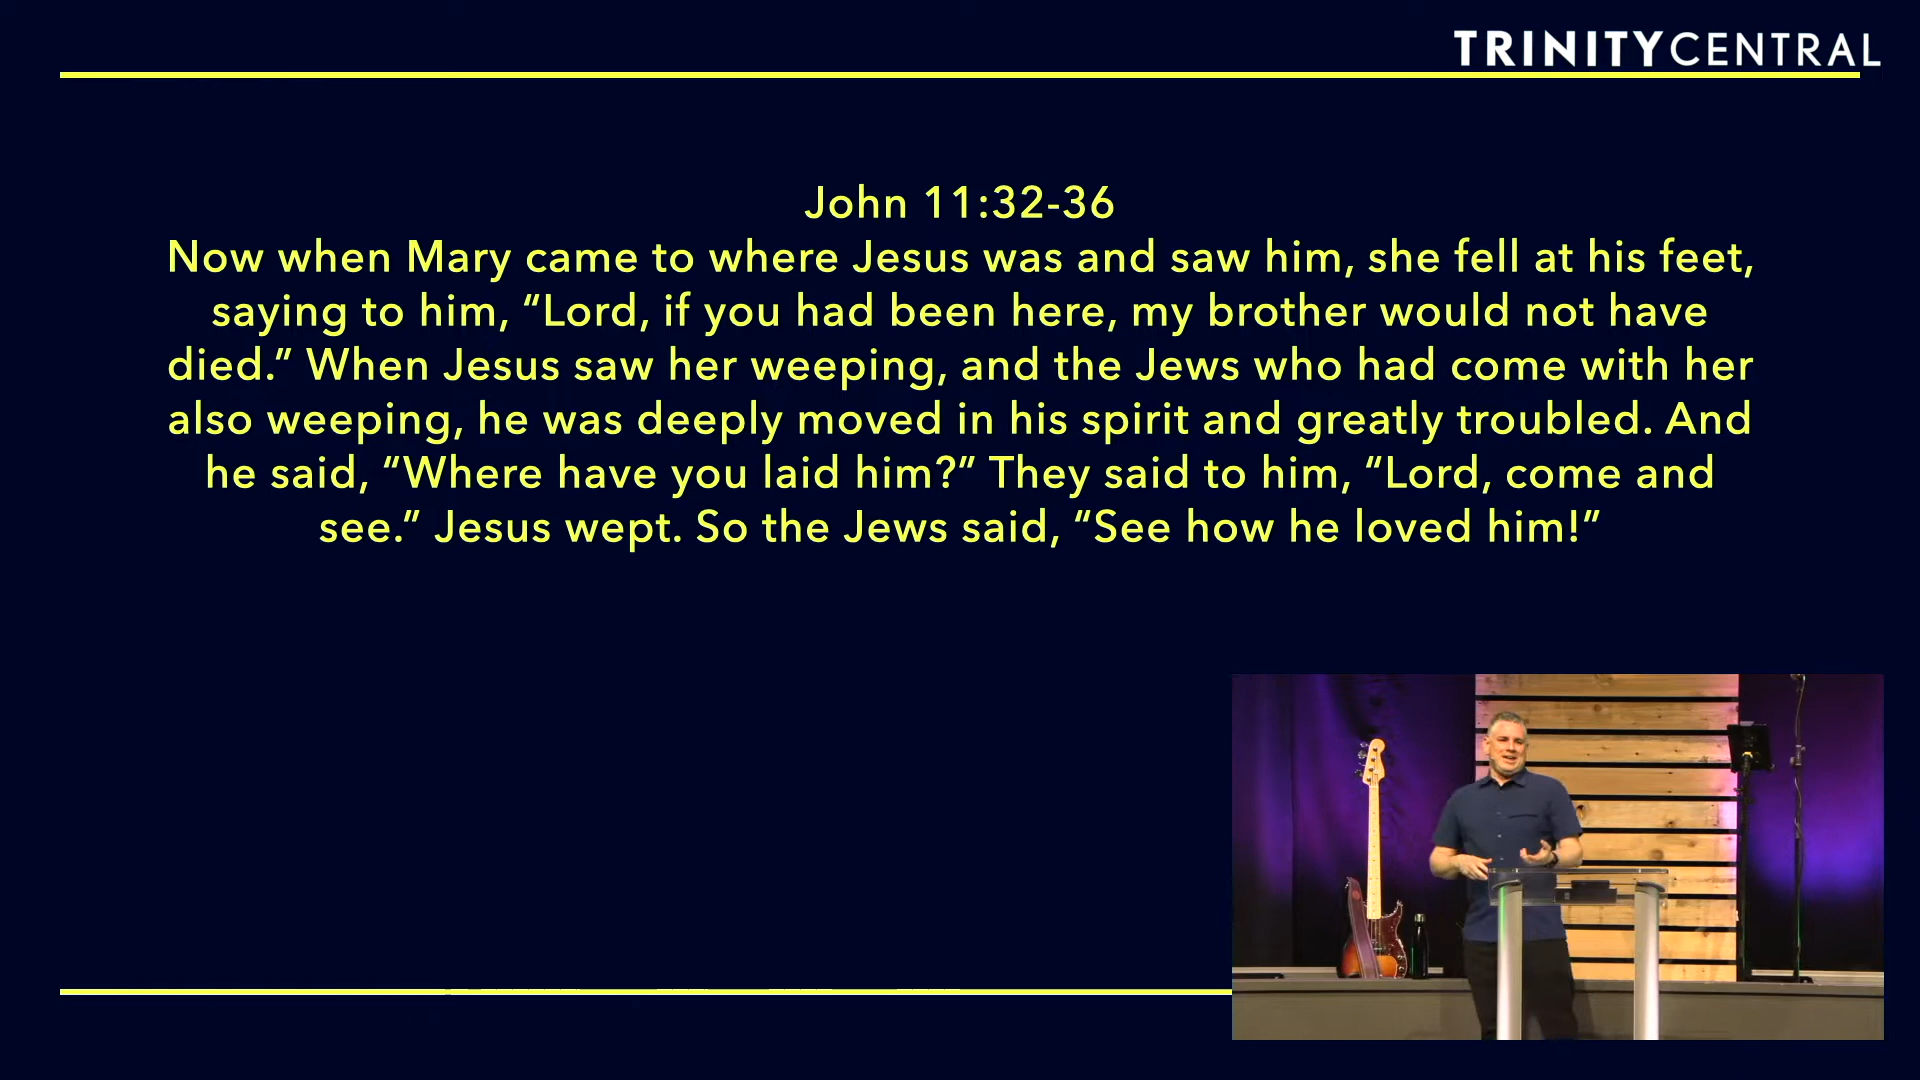 TRINITYCENTRAL
John 11:32-36
Now when Mary came to where Jesus was and saw him, she fell at his feet,
saying to him, “Lord, if you had been here, my brother would not have
died.” When Jesus saw her weeping, and the Jews who had come with her
also weeping, he was deeply moved in his spirit and greatly troubled. And
he said, “Where have you laid him?” They said to him, “Lord, come and
see.” Jesus wept. So the Jews said, “See how he loved him!”